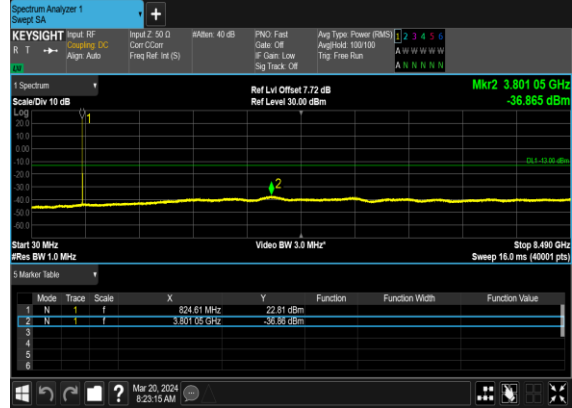 Spectrum Analyzer 1
Swept SA
+
KEYSIGHT Input: RF Input Z: 50 Ω #Atten: 40 dB PNO: Fast Avg Type: Power (RMS) 1 2 3 4 5 6
R T Coupling: DC Corr CCorr Gate: Off Avg|Hold: 100/100 A W W W W W
Align: Auto Freq Ref: Int (S) IF Gain: Low Trig: Free Run
Sig Track: Off A N N N N N
1 Spectrum Ref Lvl Offset 7.72 dB Mkr2 3.801 05 GHz
Scale/Div 10 dB Ref Level 30.00 dBm -36.865 dBm
Log
20.0
10.0
0.00
-10.0
-20.0
-30.0
-40.0
-50.0
-60.0
1
DL1 -13.00 dBm
2
Start 30 MHz Video BW 3.0 MHz* Stop 8.490 GHz
#Res BW 1.0 MHz Sweep 16.0 ms (40001 pts)
5 Marker Table
Mode Trace Scale X Y Function Function Width Function Value
1 N 1 f 824.61 MHz 22.81 dBm
2 N 1 f 3.801 05 GHz -36.86 dBm
3
4
5
6
? Mar 20, 2024
8:23:15 AM